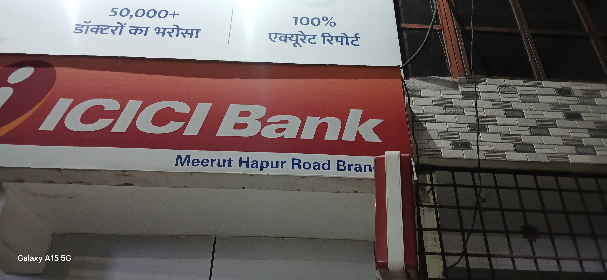 50,000+
डॉक्टरों का भरोसा
100%
एक्यूरेट रिपोर्ट
ICICI Bank
Meerut Hapur Road Bran
Galaxy A15 5G